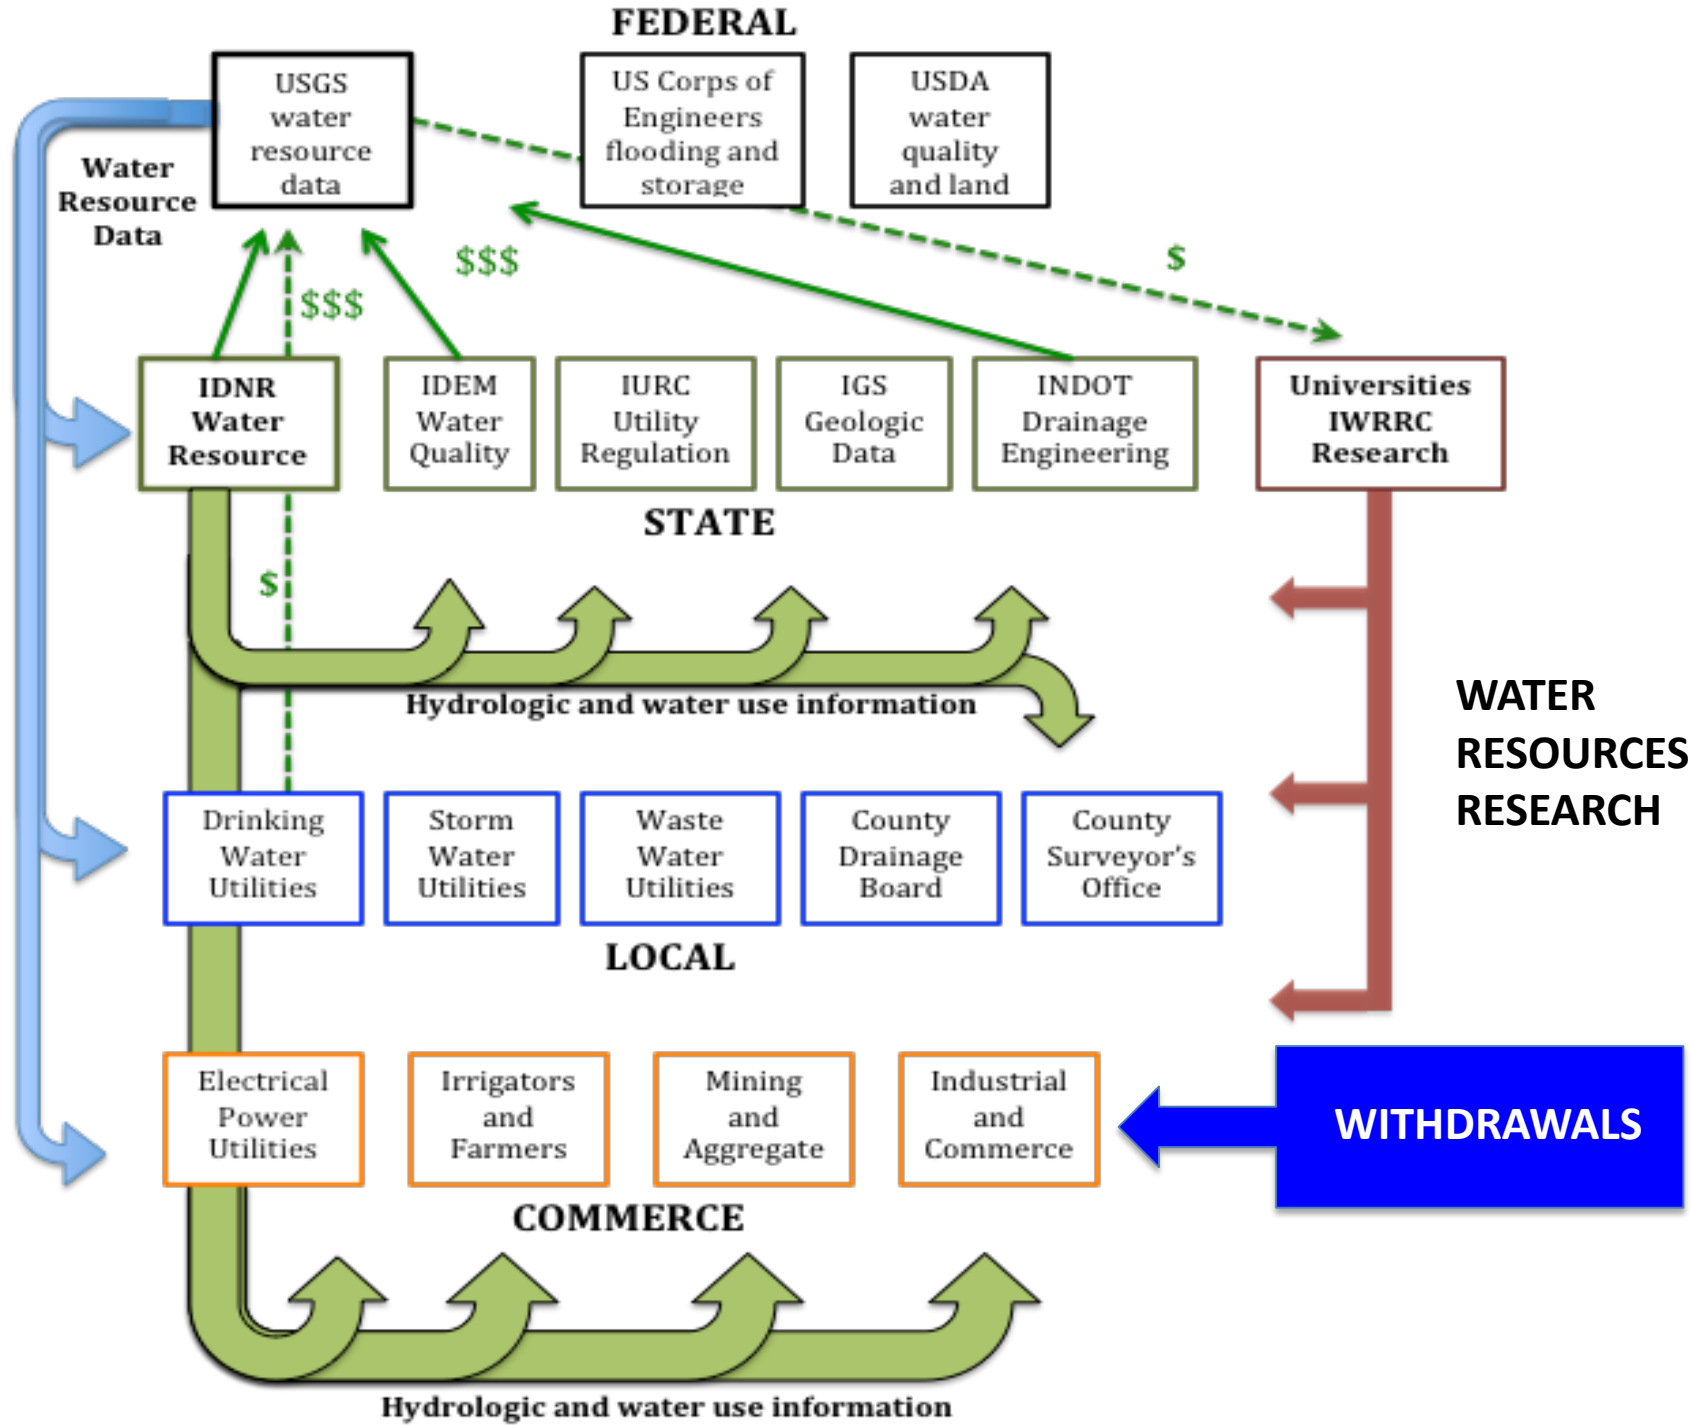 FEDERAL
USGS
water
resource
data
US Corps of
Engineers
flooding and
storage
USDA
water
quality
and land
Water
Resource
Data
$$$
$
$$$
IDNR
Water
Resource
IDEM
Water
Quality
IURC
Utility
Regulation
IGS
Geologic
Data
INDOT
Drainage
Engineering
Universities
IWRRC
Research
STATE
$
Hydrologic and water use information
WATER
RESOURCES
RESEARCH
Drinking
Water
Utilities
Storm
Water
Utilities
Waste
Water
Utilities
County
Drainage
Board
County
Surveyor's
Office
LOCAL
Electrical
Power
Utilities
Irrigators
and
Farmers
Mining
and
Aggregate
Industrial
and
Commerce
WITHDRAWALS
COMMERCE
Hydrologic and water use information